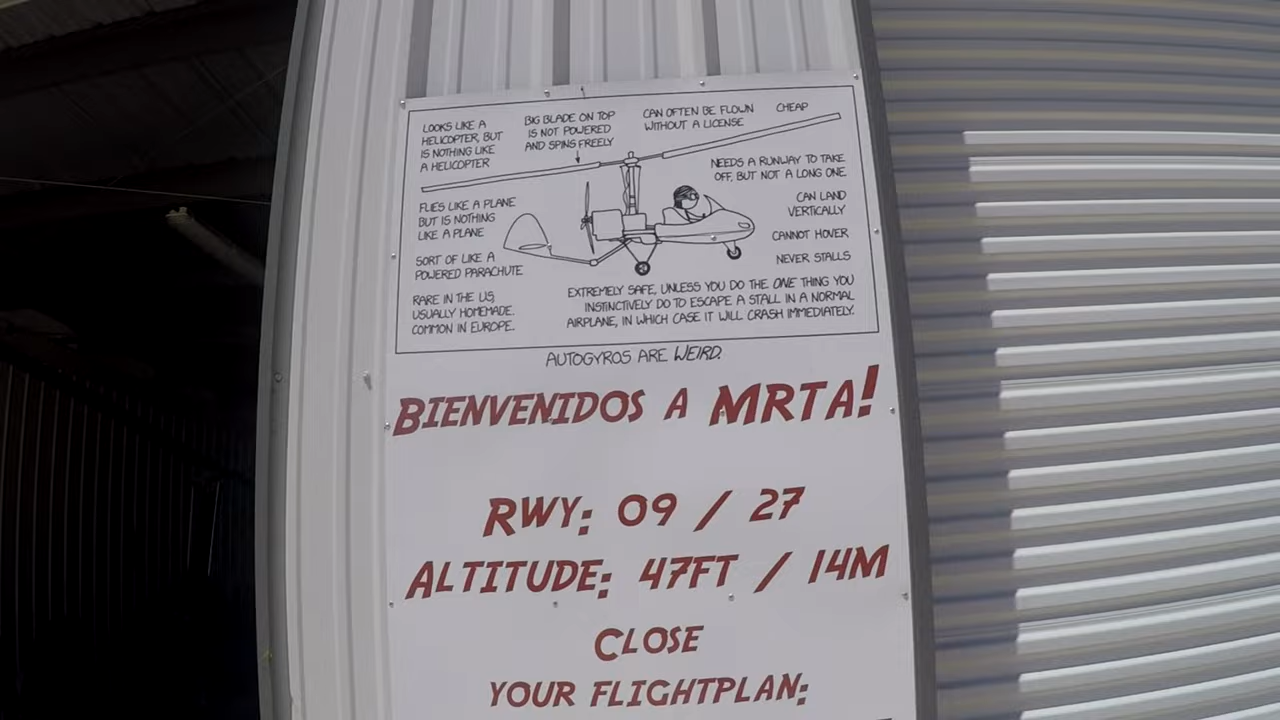 LOOKS LIKE A
HELICOPTER, BUT
IS NOTHING LIKE
A HELICOPTER
BIG BLADE ON TOP
IS NOT POWERED
AND SPINS FREELY
CAN OFTEN BE FLOWN
WITHOUT A LICENSE
CHEAP
NEEDS A RUNWAY TO TAKE
OFF, BUT NOT A LONG ONE.
FLIES LIKE A PLANE
BUT IS NOTHING
LIKE A PLANE
CAN LAND
VERTICALLY
CANNOT HOVER
NEVER STALLS
SORT OF LIKE A
POWERED PARACHUTE
RARE IN THE US,
USUALLY HOMEMADE.
COMMON IN EUROPE.
EXTREMELY SAFE, UNLESS YOU DO THE ONE THING YOU
INSTINCTIVELY DO TO ESCAPE A STALL IN A NORMAL
AIRPLANE, IN WHICH CASE IT WILL CRASH IMMEDIATELY.
AUTOGYROS ARE WEIRD.
BIENVENIDOS A MRTA!
RWY: 09 / 27
ALTITUDE: 47FT / 14M
CLOSE
YOUR FLIGHTPLAN: